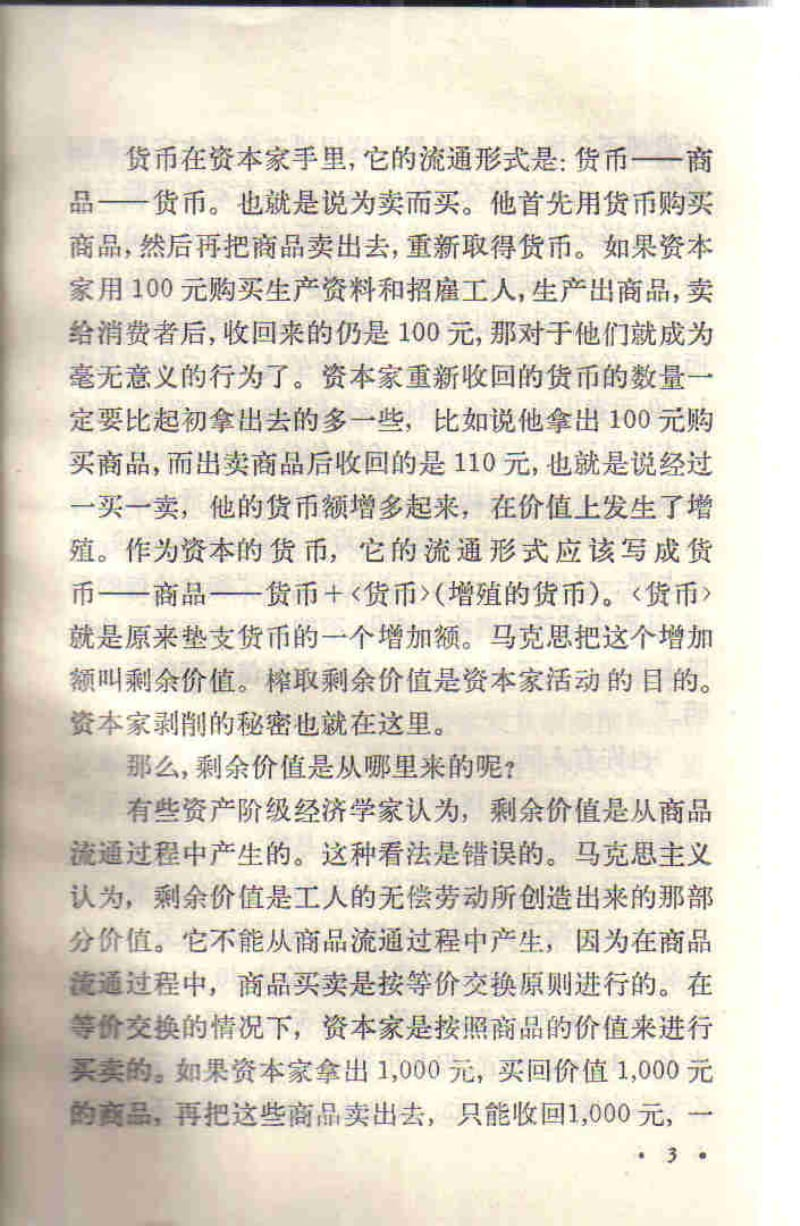 货币在资本家手里,它的流通形式是: 货币——商
品——货币。也就是说为卖而买。他首先用货币购买
商品,然后再把商品卖出去,重新取得货币。如果资本
家用 100 元购买生产资料和招雇工人,生产出商品,卖
给消费者后,收回来的仍是 100 元,那对于他们就成为
毫无意义的行为了。资本家重新收回的货币的数量一
定要比起初拿出去的多一些, 比如说他拿出 100 元购
买商品,而出卖商品后收回的是 110 元,也就是说经过
一买一卖, 他的货币额增多起来, 在价值上发生了增
殖。作为资本的货币, 它的流通形式应该写成货
币——商品——货币+<货币>(增殖的货币)。<货币>
就是原来垫支货币的一个增加额。马克思把这个增加
额叫剩余价值。榨取剩余价值是资本家活动的目的。
资本家剥削的秘密也就在这里。
那么,剩余价值是从哪里来的呢?
有些资产阶级经济学家认为, 剩余价值是从商品
流通过程中产生的。这种看法是错误的。马克思主义
认为, 剩余价值是工人的无偿劳动所创造出来的那部
分价值。它不能从商品流通过程中产生, 因为在商品
流通过程中, 商品买卖是按等价交换原则进行的。在
等价交换的情况下, 资本家是按照商品的价值来进行
买卖的。如果资本家拿出 1,000 元, 买回价值 1,000 元
的商品, 再把这些商品卖出去, 只能收回1,000 元, 一
• 3 •